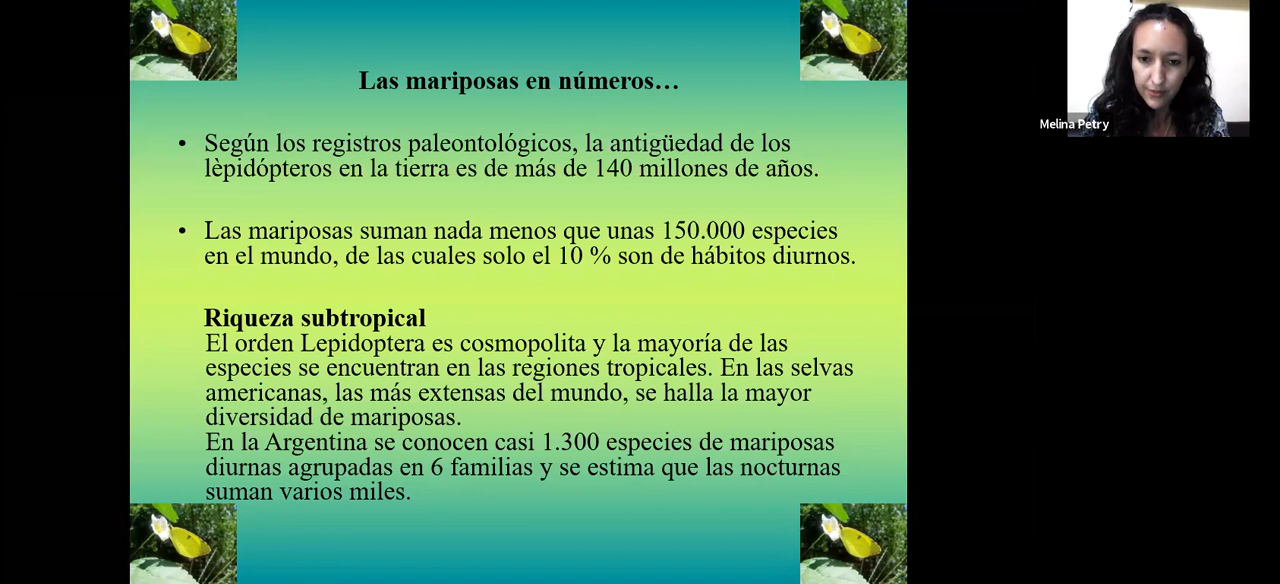 Las mariposas en números…
• Según los registros paleontológicos, la antigüedad de los
lèpidópteros en la tierra es de más de 140 millones de años.
• Las mariposas suman nada menos que unas 150.000 especies
en el mundo, de las cuales solo el 10 % son de hábitos diurnos.
Riqueza subtropical
El orden Lepidoptera es cosmopolita y la mayoría de las
especies se encuentran en las regiones tropicales. En las selvas
americanas, las más extensas del mundo, se halla la mayor
diversidad de mariposas.
En la Argentina se conocen casi 1.300 especies de mariposas
diurnas agrupadas en 6 familias y se estima que las nocturnas
suman varios miles.
Melina Petry